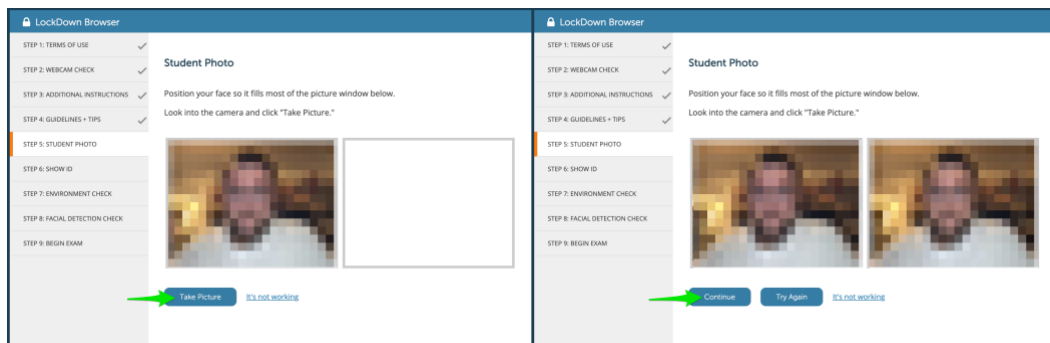 LockDown Browser
STEP 1: TERMS OF USE
STEP 2: WEBCAM CHECK
STEP 3: ADDITIONAL INSTRUCTIONS
STEP 4: GUIDELINES + TIPS
STEP 5: STUDENT PHOTO
STEP 6: SHOW ID
STEP 7: ENVIRONMENT CHECK
STEP 8: FACIAL DETECTION CHECK
STEP 9: BEGIN EXAM
Student Photo
Position your face so it fills most of the picture window below.
Look into the camera and click "Take Picture."
Take Picture
It's not working
LockDown Browser
STEP 1: TERMS OF USE
STEP 2: WEBCAM CHECK
STEP 3: ADDITIONAL INSTRUCTIONS
STEP 4: GUIDELINES + TIPS
STEP 5: STUDENT PHOTO
STEP 6: SHOW ID
STEP 7: ENVIRONMENT CHECK
STEP 8: FACIAL DETECTION CHECK
STEP 9: BEGIN EXAM
Student Photo
Position your face so it fills most of the picture window below.
Look into the camera and click "Take Picture."
Continue
Try Again
It's not working